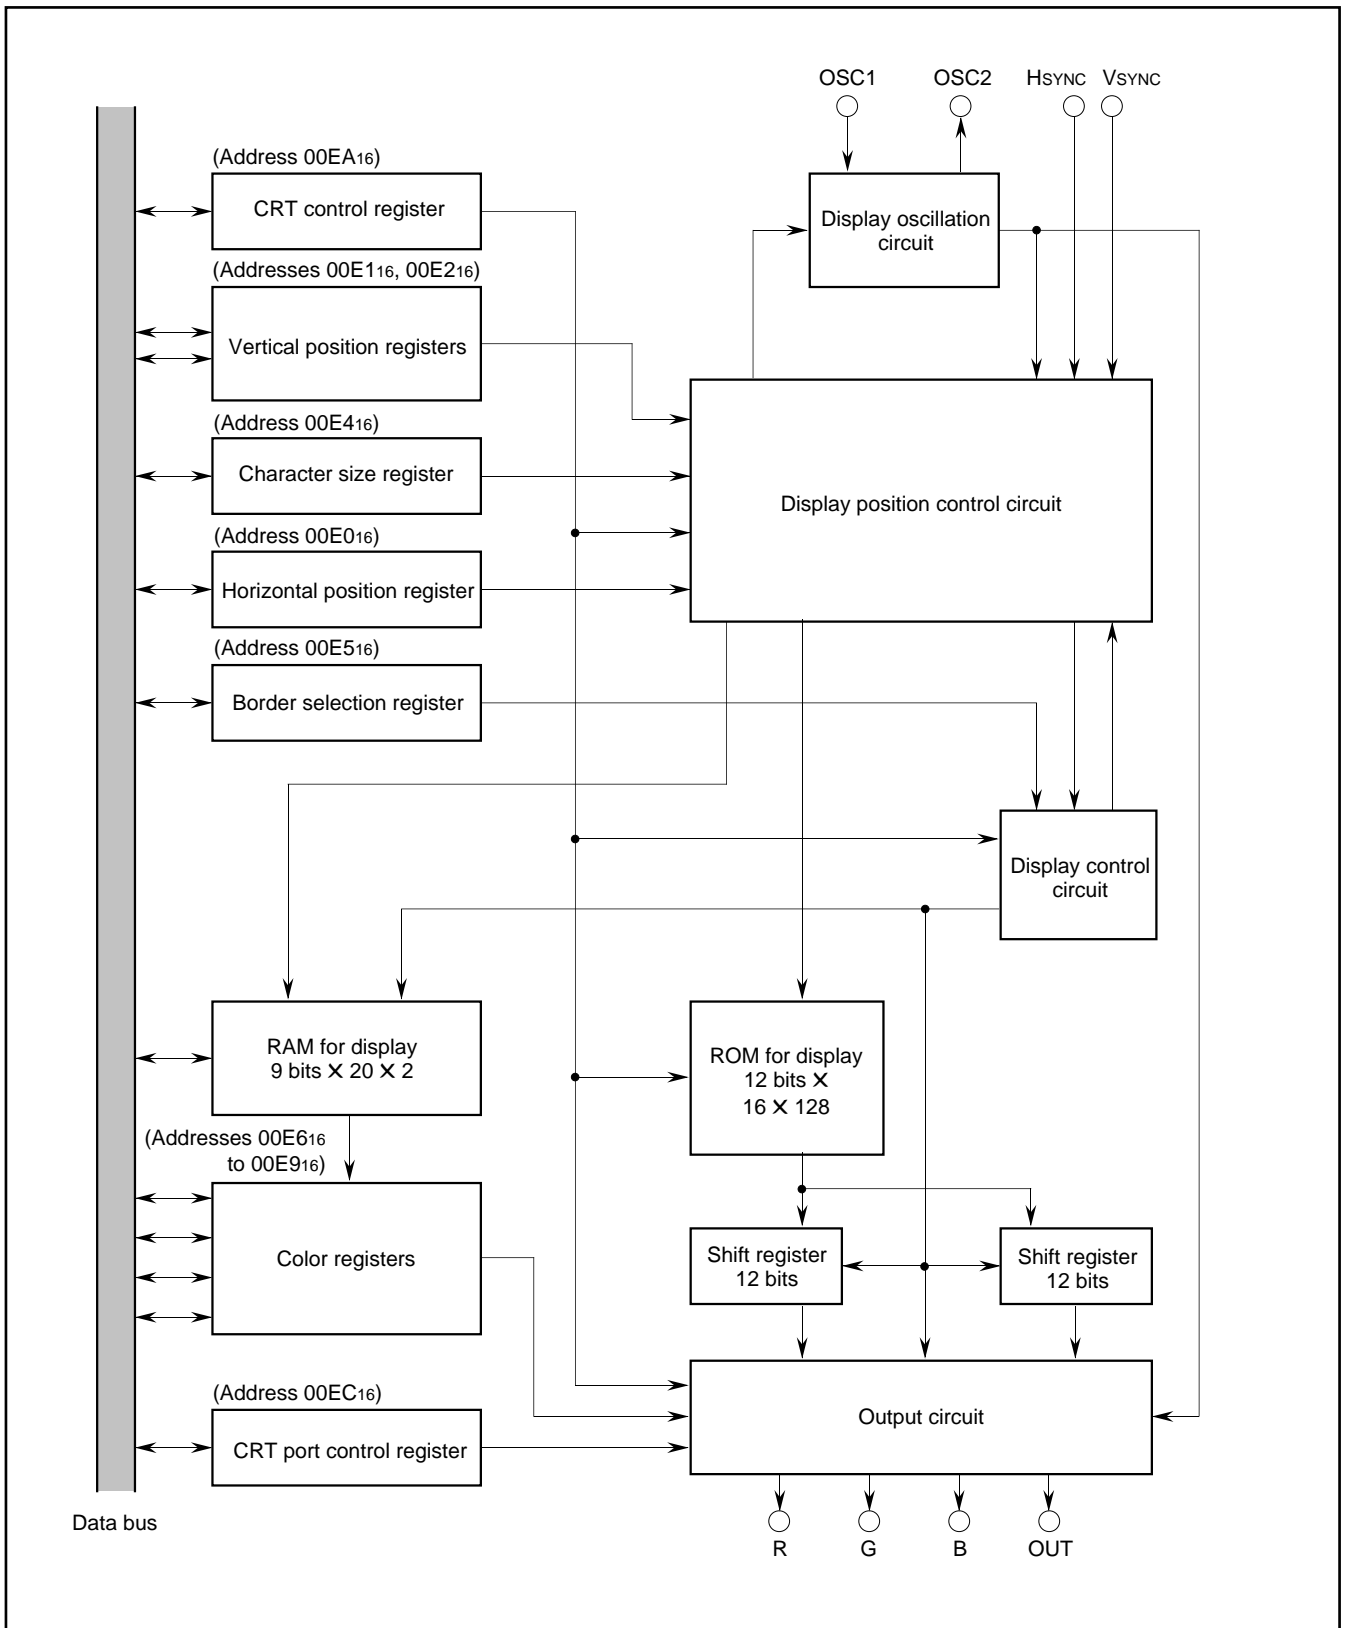 OSC1 OSC2 HSYNC VSYNC
(Address 00EA16)
CRT control register
Display oscillation
circuit
(Addresses 00E116, 00E216)
Vertical position registers
(Address 00E416)
Character size register
Display position control circuit
(Address 00E016)
Horizontal position register
(Address 00E516)
Border selection register
Display control
circuit
RAM for display
9 bits × 20 × 2
ROM for display
12 bits ×
16 × 128
(Addresses 00E616
to 00E916)
Color registers
Shift register
12 bits
Shift register
12 bits
(Address 00EC16)
CRT port control register
Output circuit
Data bus
R G B OUT